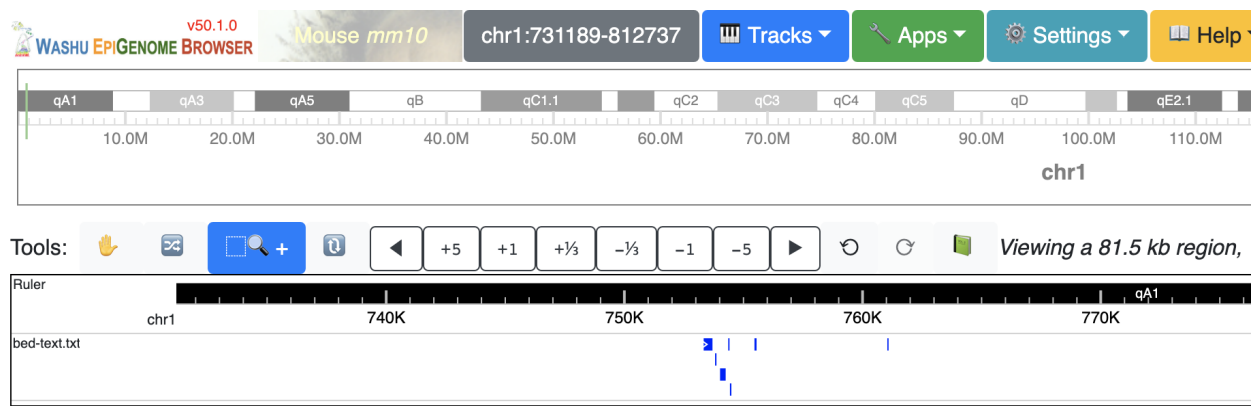 v50.1.0
WASHU EPIGENOME BROWSER
Mouse mm10
chr1:731189-812737
Tracks
Apps
Settings
Help
qA1 qA3 qA5 qB qC1.1 qC2 qC3 qC4 qC5 qD qE2.1
10.0M 20.0M 30.0M 40.0M 50.0M 60.0M 70.0M 80.0M 90.0M 100.0M 110.0M
chr1
Tools: + ◀ +5 +1 +⅓ -⅓ -1 -5 ▶ Viewing a 81.5 kb region,
Ruler
qA1
chr1 740K 750K 760K 770K
bed-text.txt